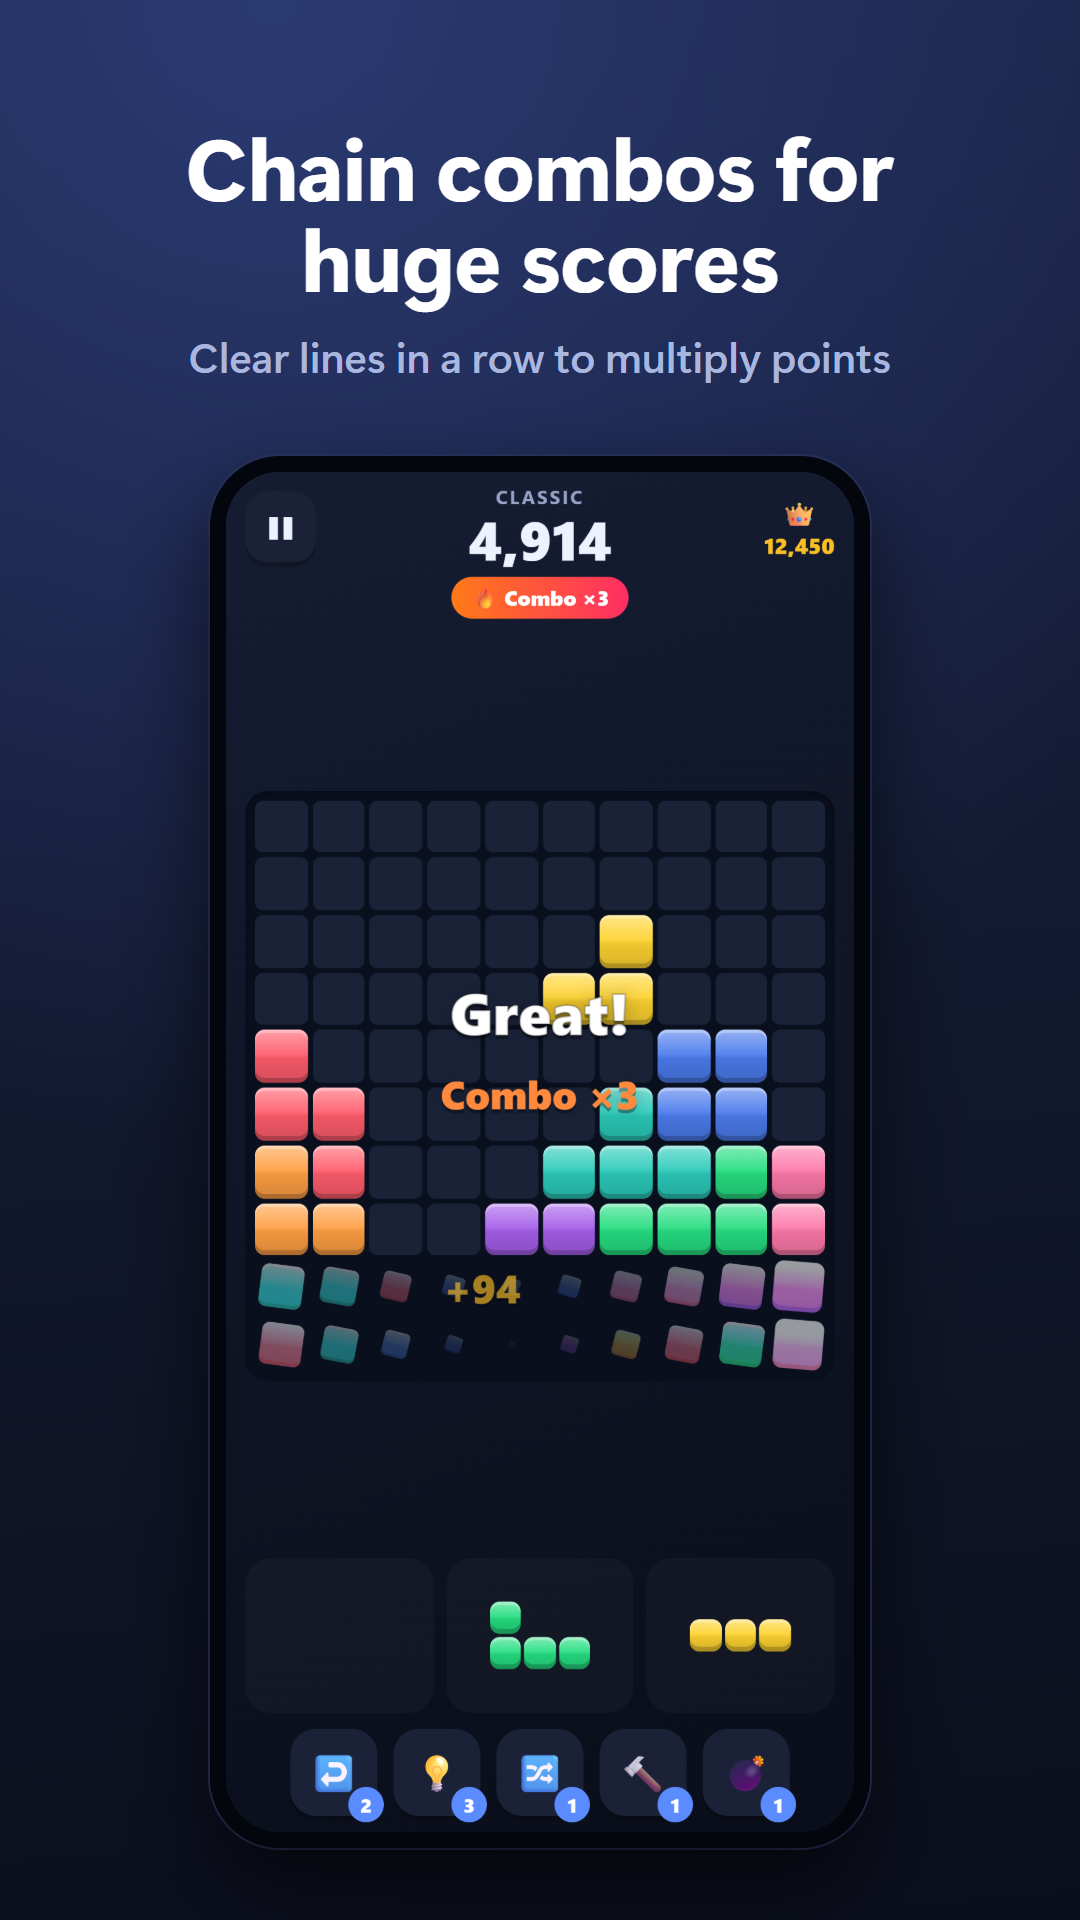 Chain combos for
huge scores
Clear lines in a row to multiply points
CLASSIC
4,914
12,450
Combo ×3
Great!
Combo ×3
+94
2
3
1
1
1